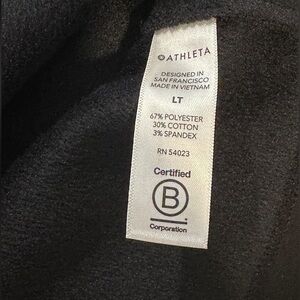 ATHLETA
DESIGNED IN
SAN FRANCISCO
MADE IN VIETNAM
LT
67% POLYESTER
30% COTTON
3% SPANDEX
RN 54023
Certified
B
Corporation